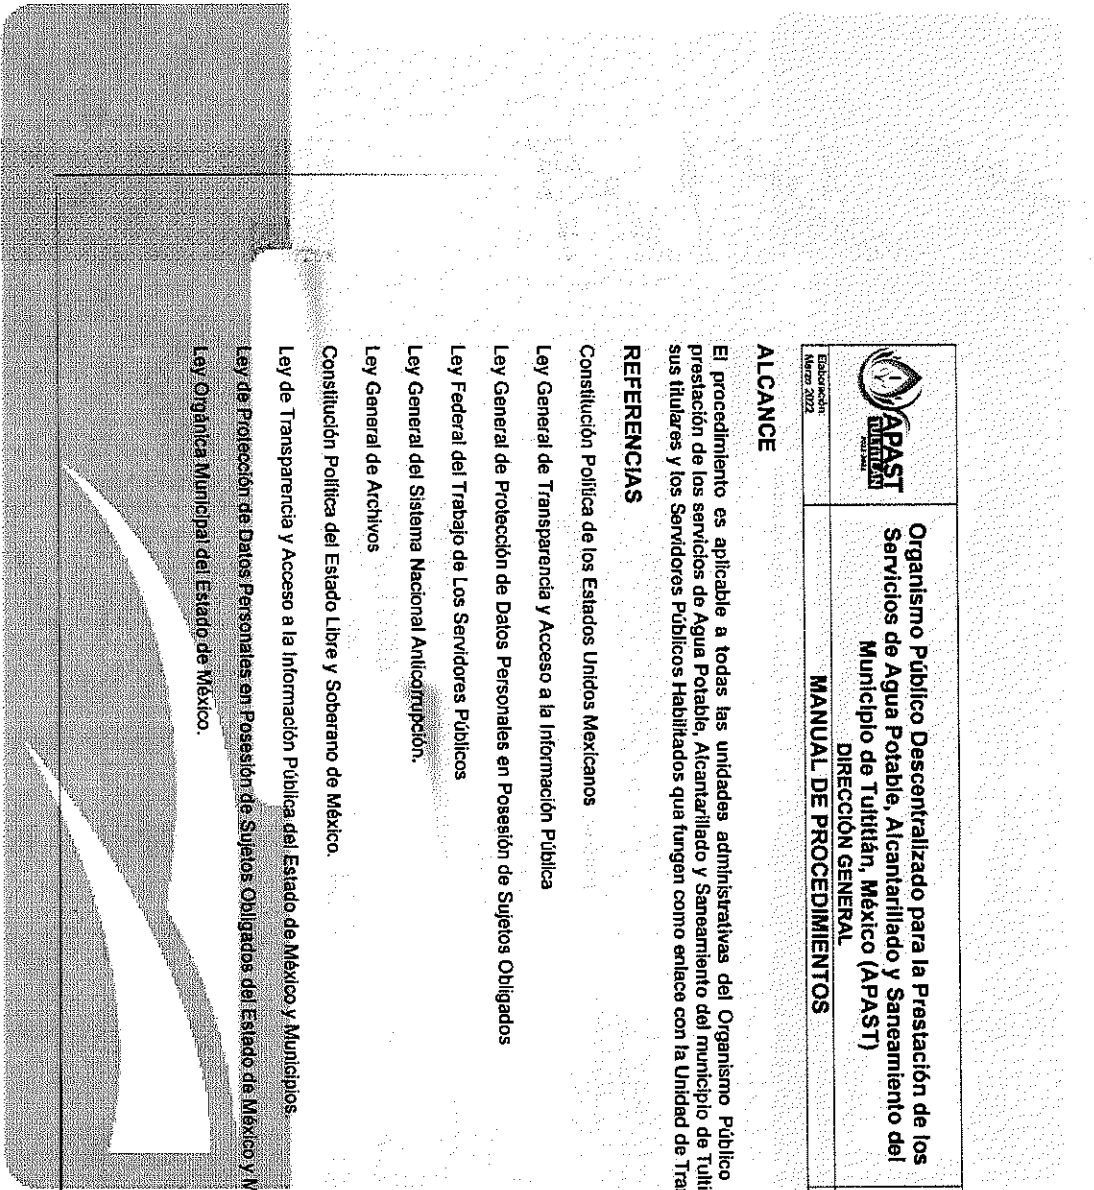 APAST
TULTITLÁN
Organismo Público Descentralizado para la Prestación de los
Servicios de Agua Potable, Alcantarillado y Saneamiento del
Municipio de Tultitlán, México (APAST)
DIRECCIÓN GENERAL
Elaboración:
Marzo 2022
MANUAL DE PROCEDIMIENTOS
ALCANCE
El procedimiento es aplicable a todas las unidades administrativas del Organismo Público
prestación de los servicios de Agua Potable, Alcantarillado y Saneamiento del municipio de Tulti
sus titulares y los Servidores Públicos Habilitados que fungen como enlace con la Unidad de Tra
REFERENCIAS
Constitución Política de los Estados Unidos Mexicanos
Ley General de Transparencia y Acceso a la Información Pública
Ley General de Protección de Datos Personales en Posesión de Sujetos Obligados
Ley Federal del Trabajo de Los Servidores Públicos
Ley General del Sistema Nacional Anticorrupción.
Ley General de Archivos
Constitución Política del Estado Libre y Soberano de México.
Ley de Transparencia y Acceso a la Información Pública del Estado de México y Municipios.
Ley de Protección de Datos Personales en Posesión de Sujetos Obligados del Estado de México y M
Ley Orgánica Municipal del Estado de México.